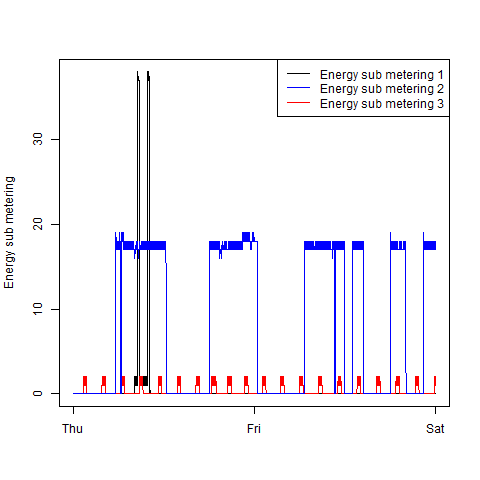 Energy sub metering 1
Energy sub metering 2
Energy sub metering 3
Energy sub metering
30
20
10
0
Thu Fri Sat